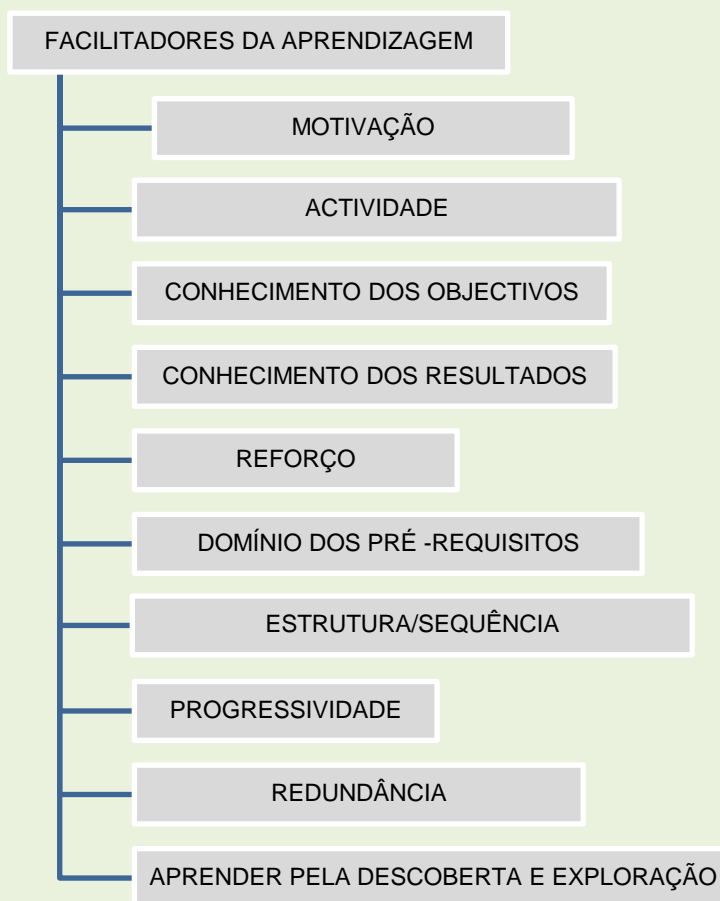 FACILITADORES DA APRENDIZAGEM
MOTIVAÇÃO
ACTIVIDADE
CONHECIMENTO DOS OBJECTIVOS
CONHECIMENTO DOS RESULTADOS
REFORÇO
DOMÍNIO DOS PRÉ -REQUISITOS
ESTRUTURA/SEQUÊNCIA
PROGRESSIVIDADE
REDUNDÂNCIA
APRENDER PELA DESCOBERTA E EXPLORAÇÃO